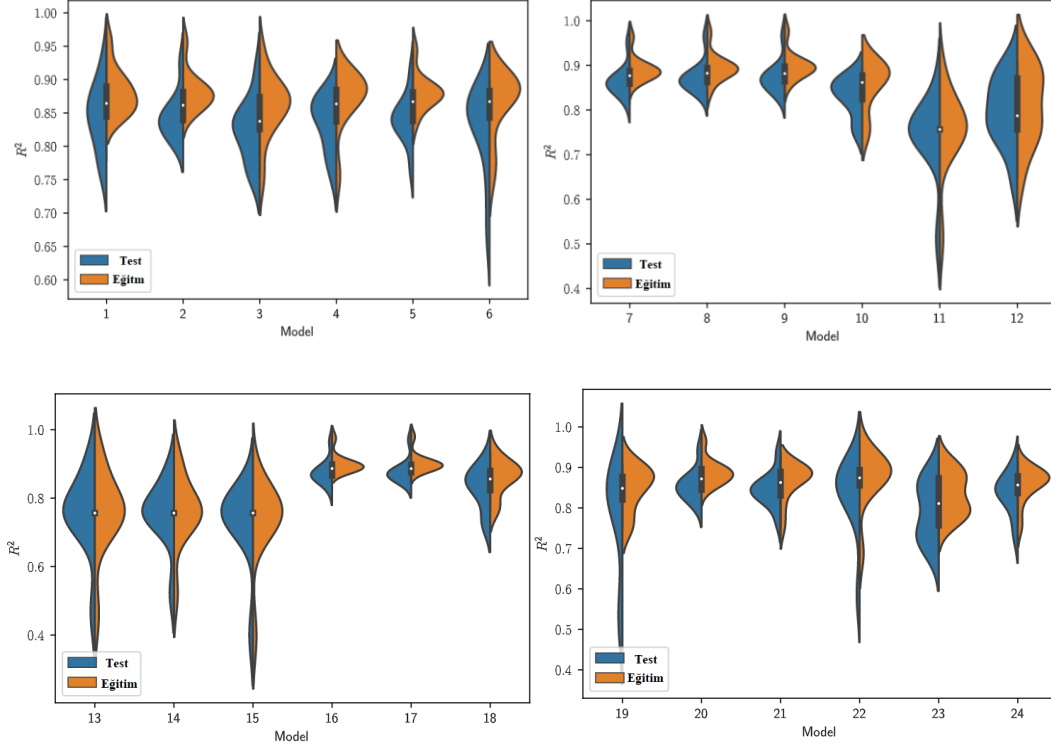 1.00
0.95
0.90
0.85
0.80
0.75
0.70
0.65
0.60
R²
Test
Eğitm
1 2 3 4 5 6
Model
1.0
0.9
0.8
0.7
0.6
0.5
0.4
R²
Test
Eğitim
7 8 9 10 11 12
Model
1.0
0.8
0.6
0.4
R²
Test
Eğitim
13 14 15 16 17 18
Model
1.0
0.9
0.8
0.7
0.6
0.5
0.4
R²
Test
Eğitim
19 20 21 22 23 24
Model